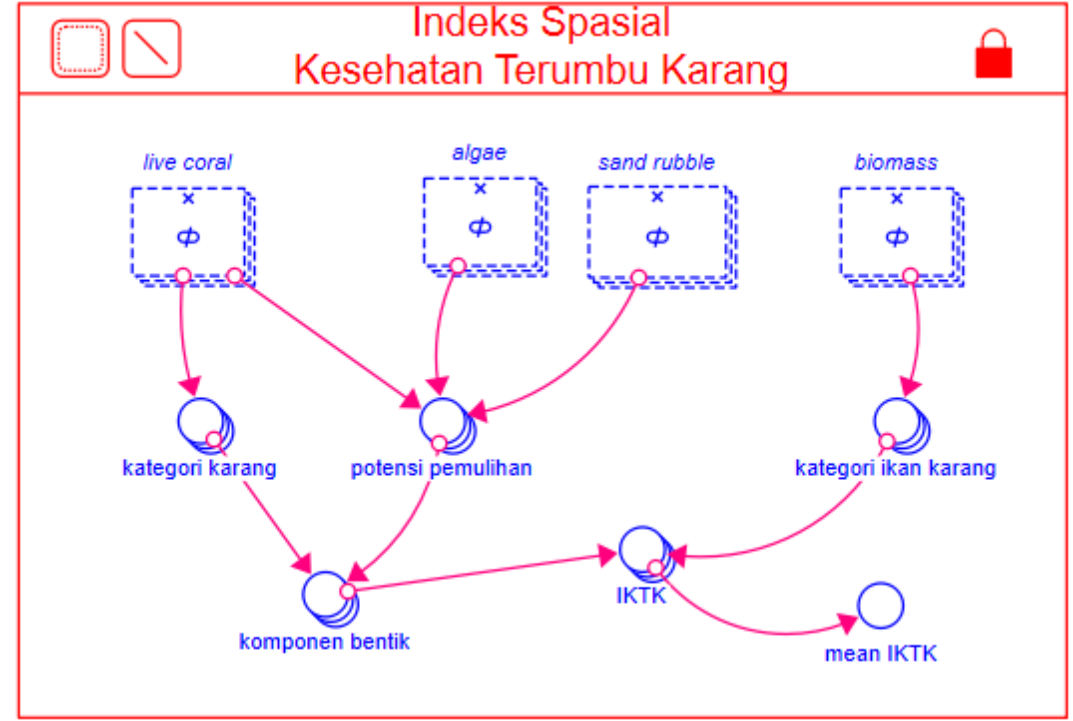 Indeks Spasial
Kesehatan Terumbu Karang
live coral
algae
sand rubble
biomass
kategori karang
potensi pemulihan
kategori ikan karang
IKTK
komponen bentik
mean IKTK